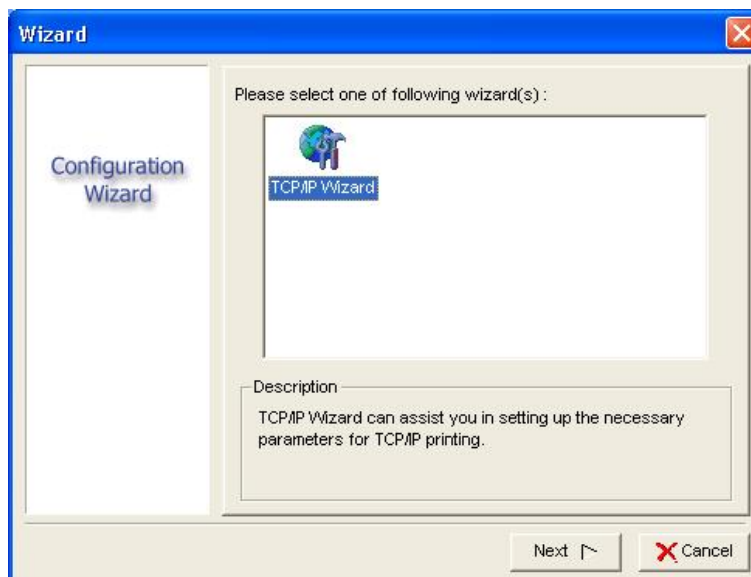 Wizard
Configuration
Wizard
Please select one of following wizard(s) :
TCP/IP Wizard
Description
TCP/IP Wizard can assist you in setting up the necessary
parameters for TCP/IP printing.
Next
Cancel